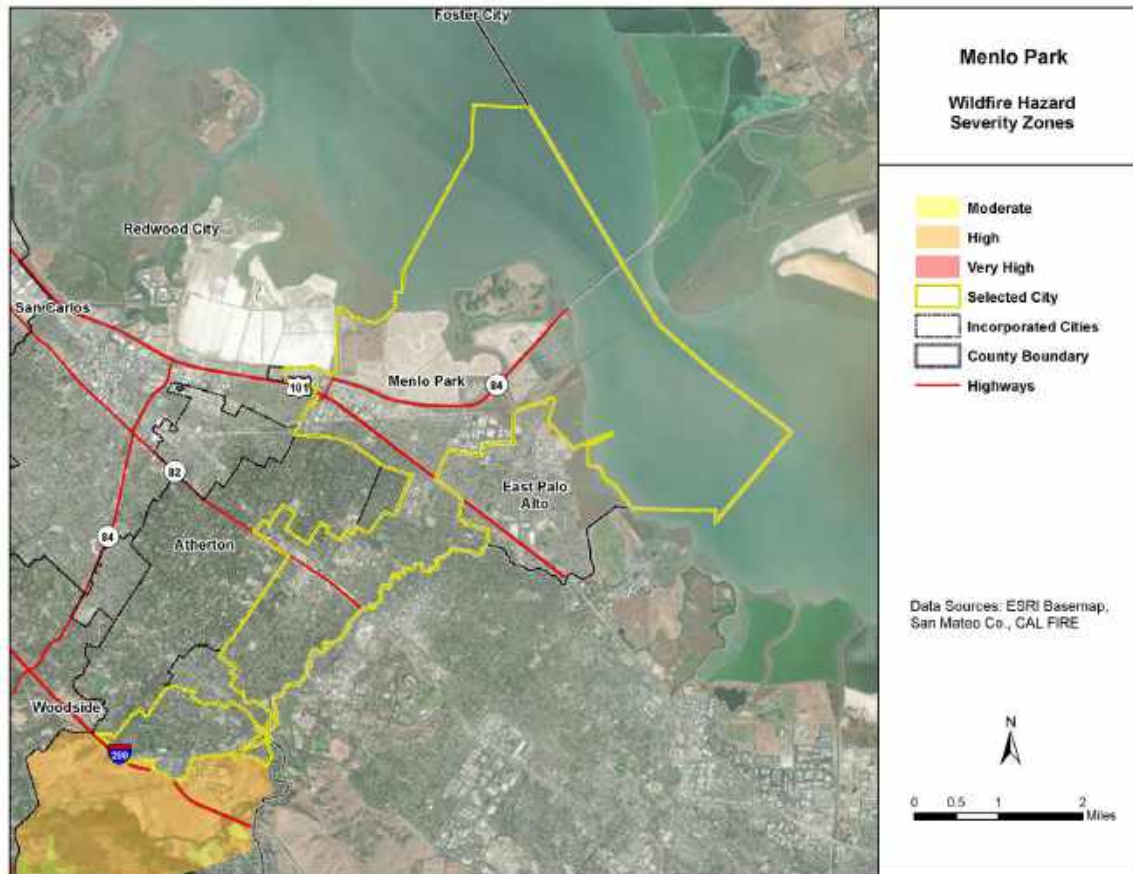 Foster City
Redwood City
San Carlos
101
Menlo Park
84
82
East Palo
Alto
84
Atherton
Woodside
280
Menlo Park
Wildfire Hazard
Severity Zones
Moderate
High
Very High
Selected City
Incorporated Cities
County Boundary
Highways
Data Sources: ESRI Basemap,
San Mateo Co., CAL FIRE
N
0 0.5 1 2
Miles